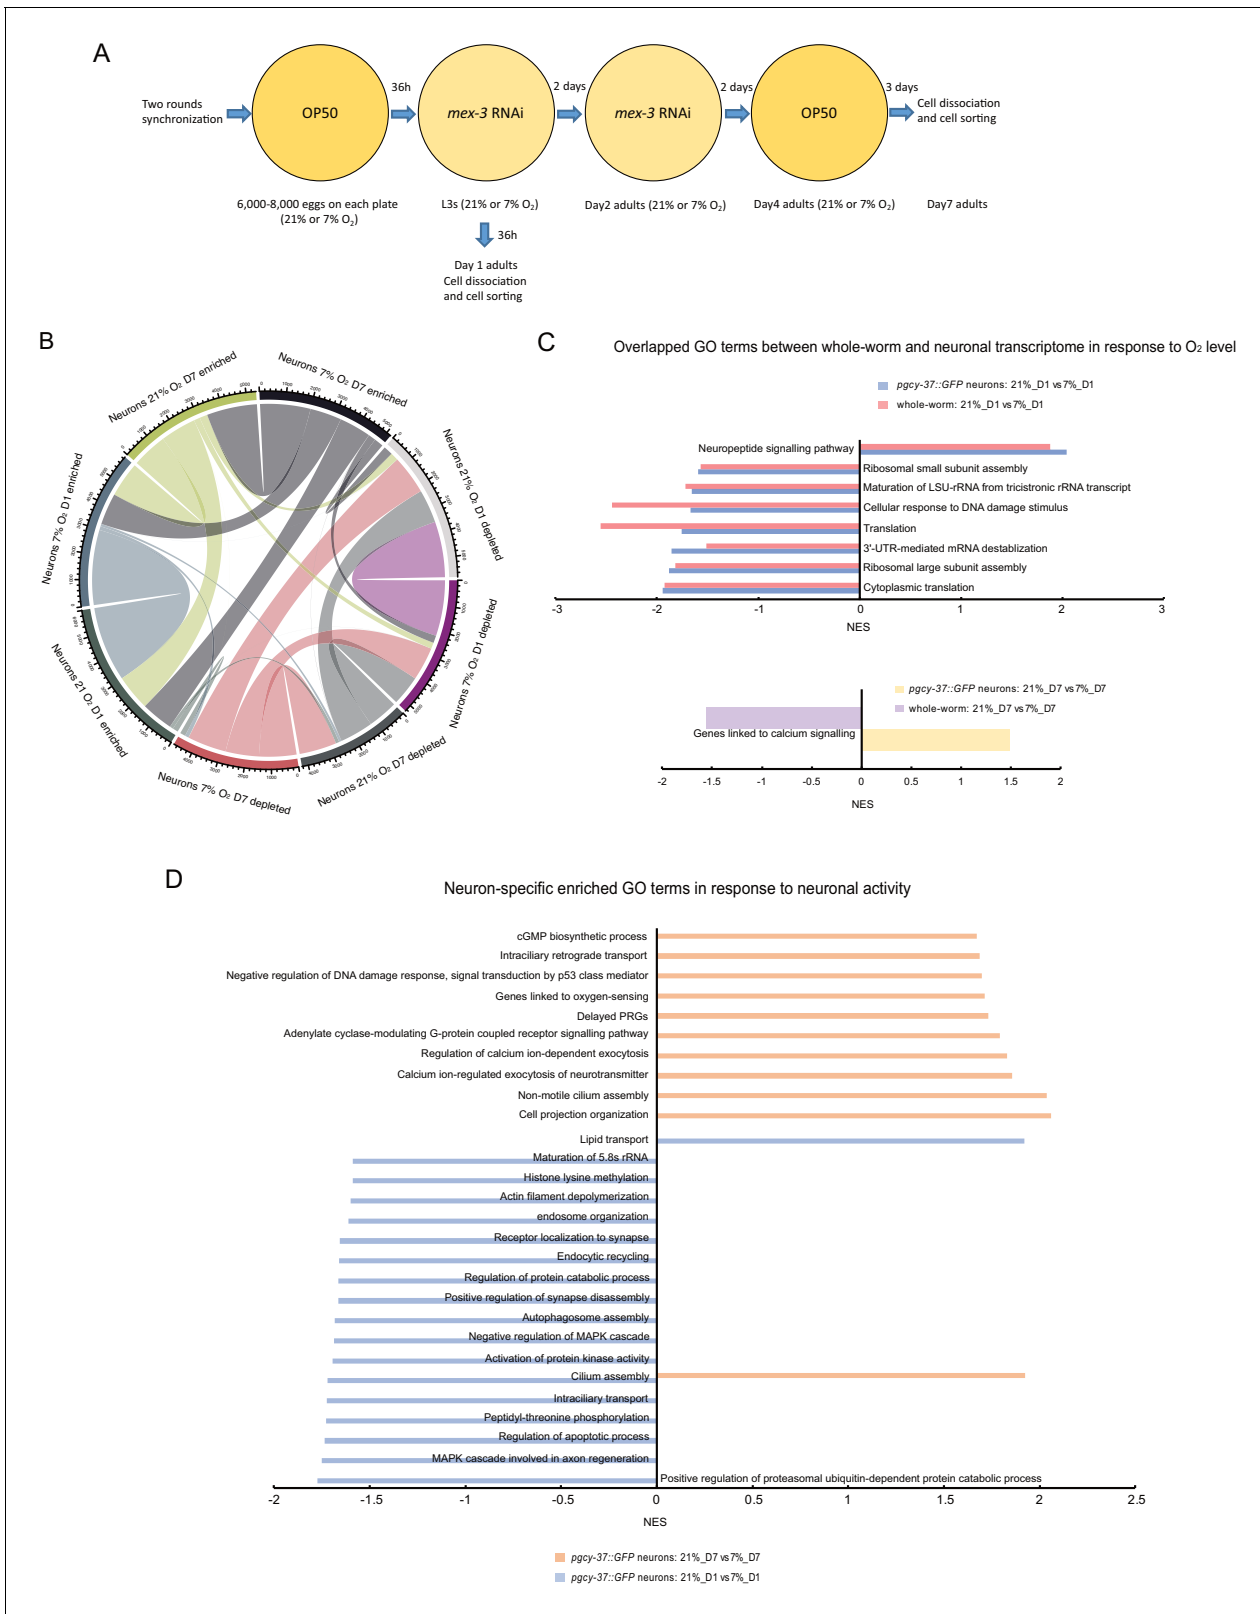 A
Two rounds
synchronization
OP50
36h
mex-3 RNAi
2 days
mex-3 RNAi
2 days
OP50
3 days
Cell dissociation
and cell sorting
6,000-8,000 eggs on each plate
(21% or 7% O₂)
L3s (21% or 7% O₂)
Day2 adults (21% or 7% O₂)
Day4 adults (21% or 7% O₂)
Day7 adults
36h
Day 1 adults
Cell dissociation
and cell sorting
B
Neurons 21% O₂ D7 enriched
Neurons 7% O₂ D7 enriched
Neurons 21% O₂ D1 depleted
Neurons 7% O₂ D1 depleted
Neurons 21% O₂ D7 depleted
Neurons 7% O₂ D7 depleted
Neurons 21 O₂ D1 enriched
Neurons 7% O₂ D1 enriched
C
Overlapped GO terms between whole-worm and neuronal transcriptome in response to O₂ level
pgcy-37::GFP neurons: 21%_D1 vs7%_D1
whole-worm: 21%_D1 vs7%_D1
Neuropeptide signalling pathway
Ribosomal small subunit assembly
Maturation of LSU-rRNA from tricistronic rRNA transcript
Cellular response to DNA damage stimulus
Translation
3'-UTR-mediated mRNA destablization
Ribosomal large subunit assembly
Cytoplasmic translation
-3 -2 -1 0 1 2 3
NES
pgcy-37::GFP neurons: 21%_D7 vs7%_D7
whole-worm: 21%_D7 vs7%_D7
Genes linked to calcium signalling
-2 -1.5 -1 -0.5 0 0.5 1 1.5 2
NES
D
Neuron-specific enriched GO terms in response to neuronal activity
cGMP biosynthetic process
Intraciliary retrograde transport
Negative regulation of DNA damage response, signal transduction by p53 class mediator
Genes linked to oxygen-sensing
Delayed PRGs
Adenylate cyclase-modulating G-protein coupled receptor signalling pathway
Regulation of calcium ion-dependent exocytosis
Calcium ion-regulated exocytosis of neurotransmitter
Non-motile cilium assembly
Cell projection organization
Lipid transport
Maturation of 5.8s rRNA
Histone lysine methylation
Actin filament depolymerization
endosome organization
Receptor localization to synapse
Endocytic recycling
Regulation of protein catabolic process
Positive regulation of synapse disassembly
Autophagosome assembly
Negative regulation of MAPK cascade
Activation of protein kinase activity
Cilium assembly
Intraciliary transport
Peptidyl-threonine phosphorylation
Regulation of apoptotic process
MAPK cascade involved in axon regeneration
Positive regulation of proteasomal ubiquitin-dependent protein catabolic process
-2 -1.5 -1 -0.5 0 0.5 1 1.5 2 2.5
NES
pgcy-37::GFP neurons: 21%_D7 vs7%_D7
pgcy-37::GFP neurons: 21%_D1 vs7%_D1